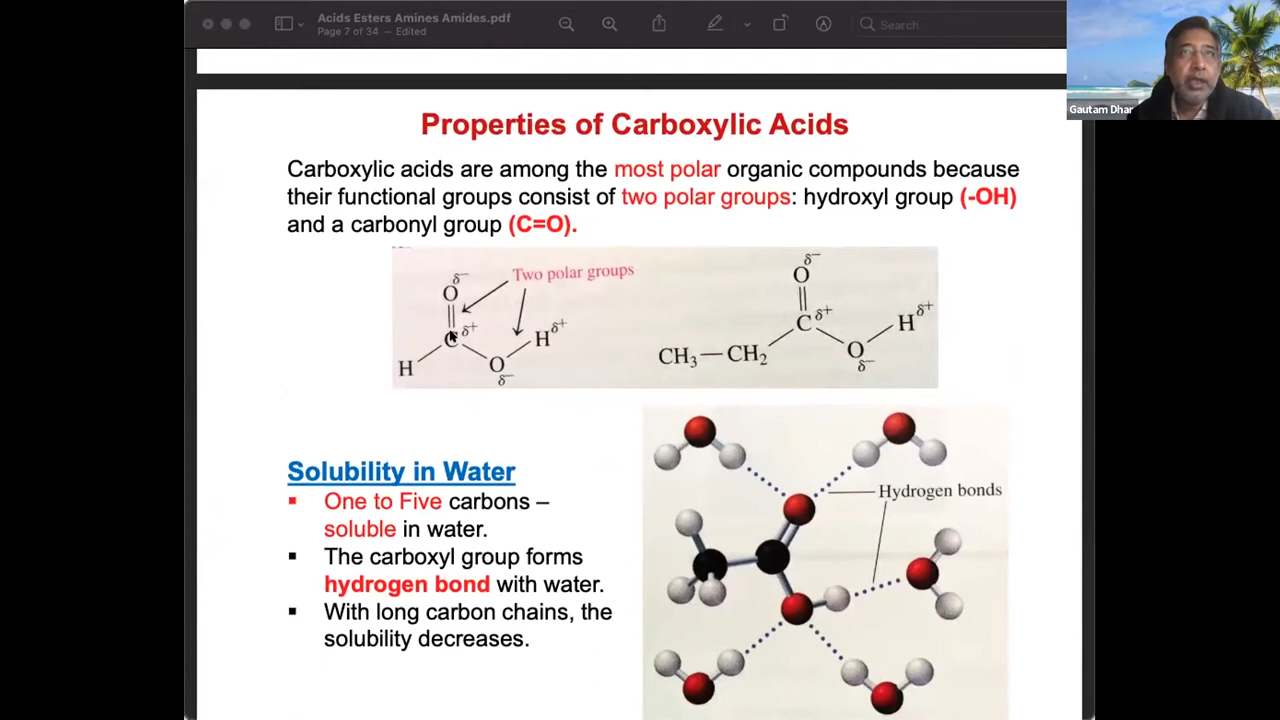 Acids Esters Amines Amides.pdf
Page 7 of 34 — Edited
Search
Gautam Dhar
Properties of Carboxylic Acids
Carboxylic acids are among the most polar organic compounds because
their functional groups consist of two polar groups: hydroxyl group (-OH)
and a carbonyl group (C=O).
Two polar groups
δ−
O
C δ+
H
O
δ−
H δ+
δ−
O
C δ+
CH3—CH2
O
δ−
H δ+
Solubility in Water
▪ One to Five carbons –
soluble in water.
▪ The carboxyl group forms
hydrogen bond with water.
▪ With long carbon chains, the
solubility decreases.
Hydrogen bonds